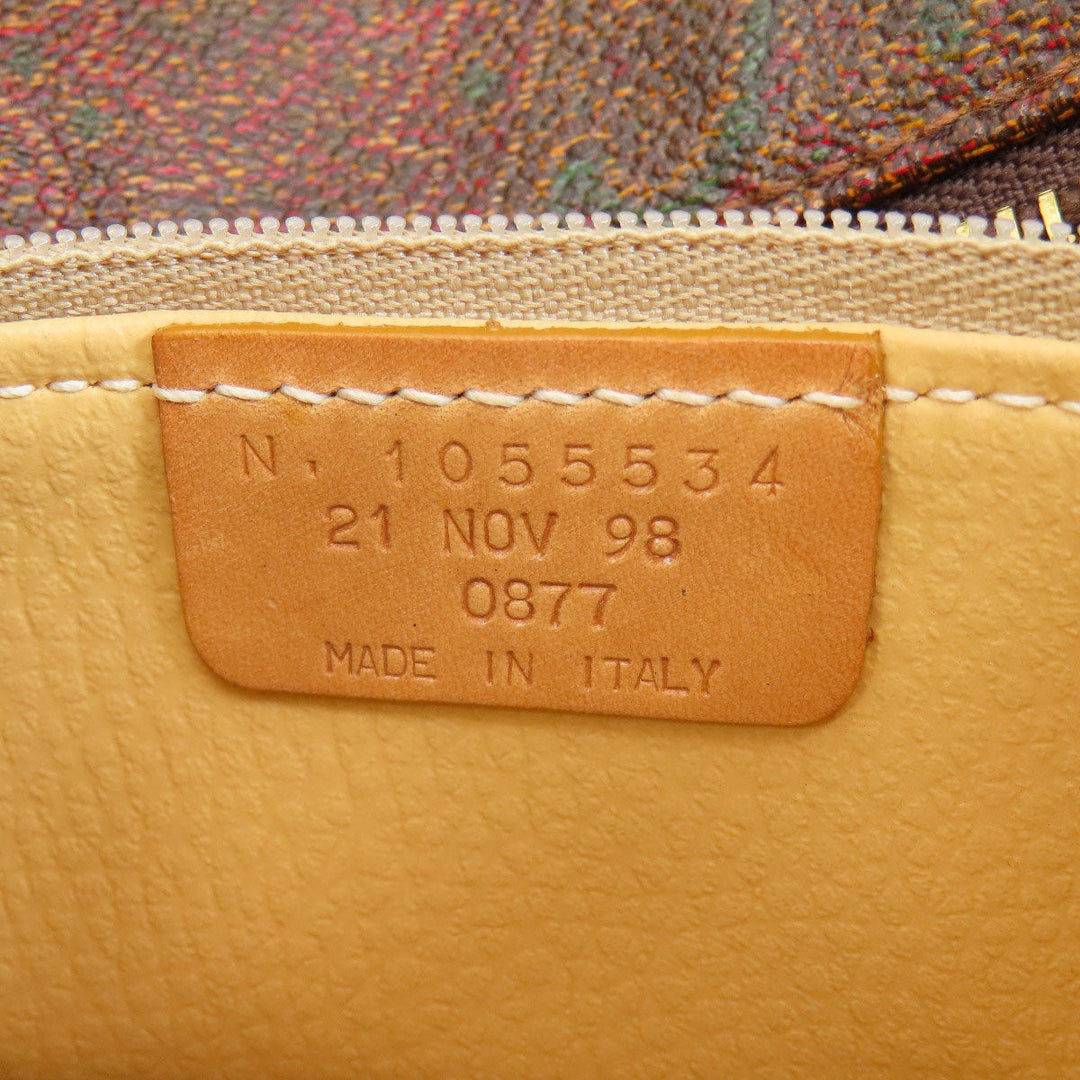 N. 1055534
21 NOV 98
0877
MADE IN ITALY